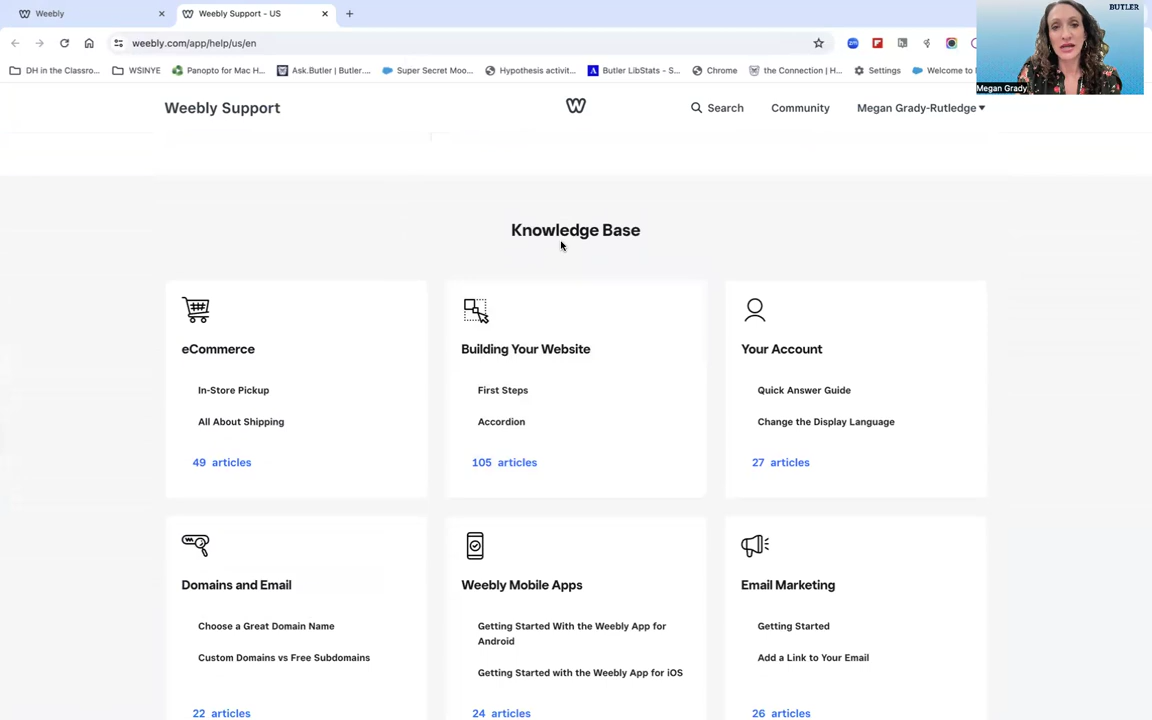 Weebly
Weebly Support - US
BUTLER
weebly.com/app/help/us/en
DH in the Classro...
WSINYE
Panopto for Mac H...
Ask.Butler | Butler....
Super Secret Moo...
Hypothesis activit...
Butler LibStats – S...
Chrome
the Connection | H...
Settings
Welcome to
Megan Grady
Weebly Support
Search
Community
Megan Grady-Rutledge
Knowledge Base
eCommerce
In-Store Pickup
All About Shipping
49 articles
Building Your Website
First Steps
Accordion
105 articles
Your Account
Quick Answer Guide
Change the Display Language
27 articles
Domains and Email
Choose a Great Domain Name
Custom Domains vs Free Subdomains
22 articles
Weebly Mobile Apps
Getting Started With the Weebly App for
Android
Getting Started with the Weebly App for iOS
24 articles
Email Marketing
Getting Started
Add a Link to Your Email
26 articles